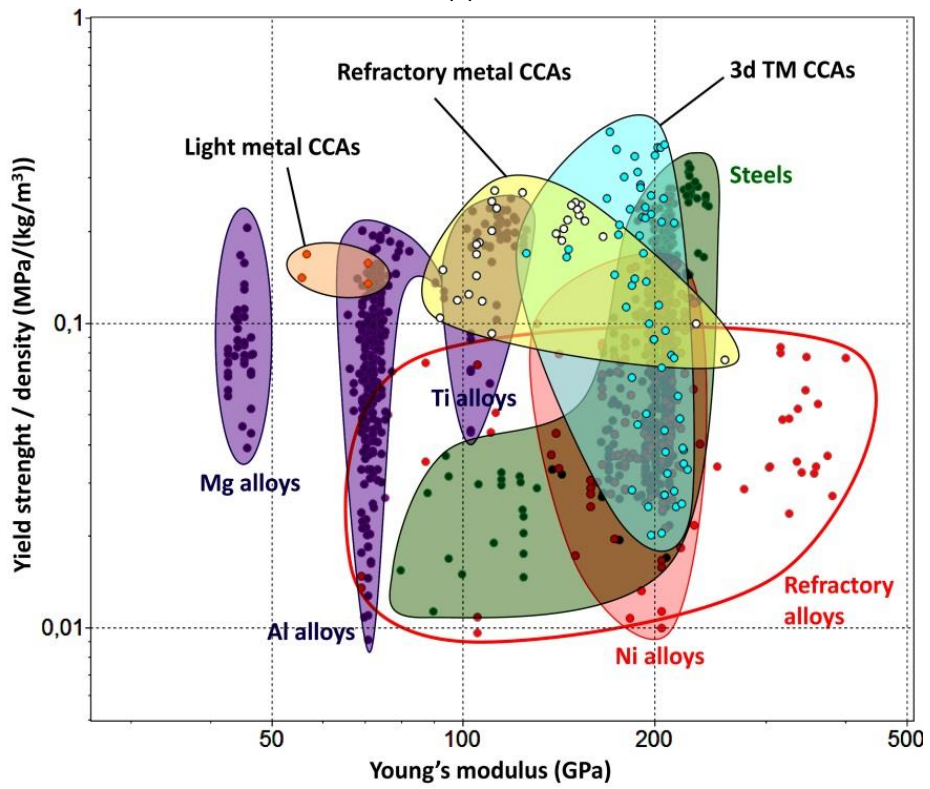 1
Refractory metal CCAs
3d TM CCAs
Light metal CCAs
Steels
Yield strenght / density (MPa/(kg/m³))
0.1
Ti alloys
Mg alloys
Refractory
alloys
Al alloys
0,01
Ni alloys
50
100
200
500
Young's modulus (GPa)